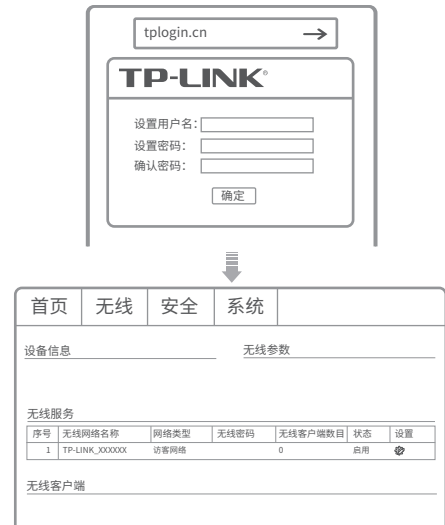 tplogin.cn →
TP-LINK®
设置用户名：
设置密码：
确认密码：
确定
首页 无线 安全 系统
设备信息 无线参数
无线服务
序号 无线网络名称 网络类型 无线密码 无线客户端数目 状态 设置
1 TP-LINK_XXXXXX 访客网络 0 启用
无线客户端